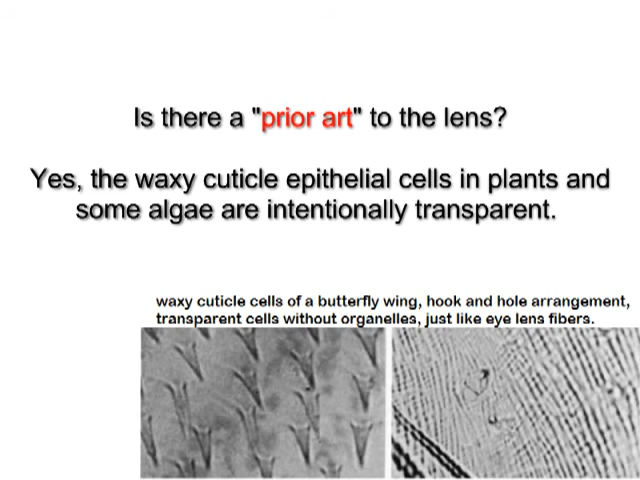 Is there a "prior art" to the lens?
Yes, the waxy cuticle epithelial cells in plants and
some algae are intentionally transparent.
waxy cuticle cells of a butterfly wing, hook and hole arrangement,
transparent cells without organelles, just like eye lens fibers.